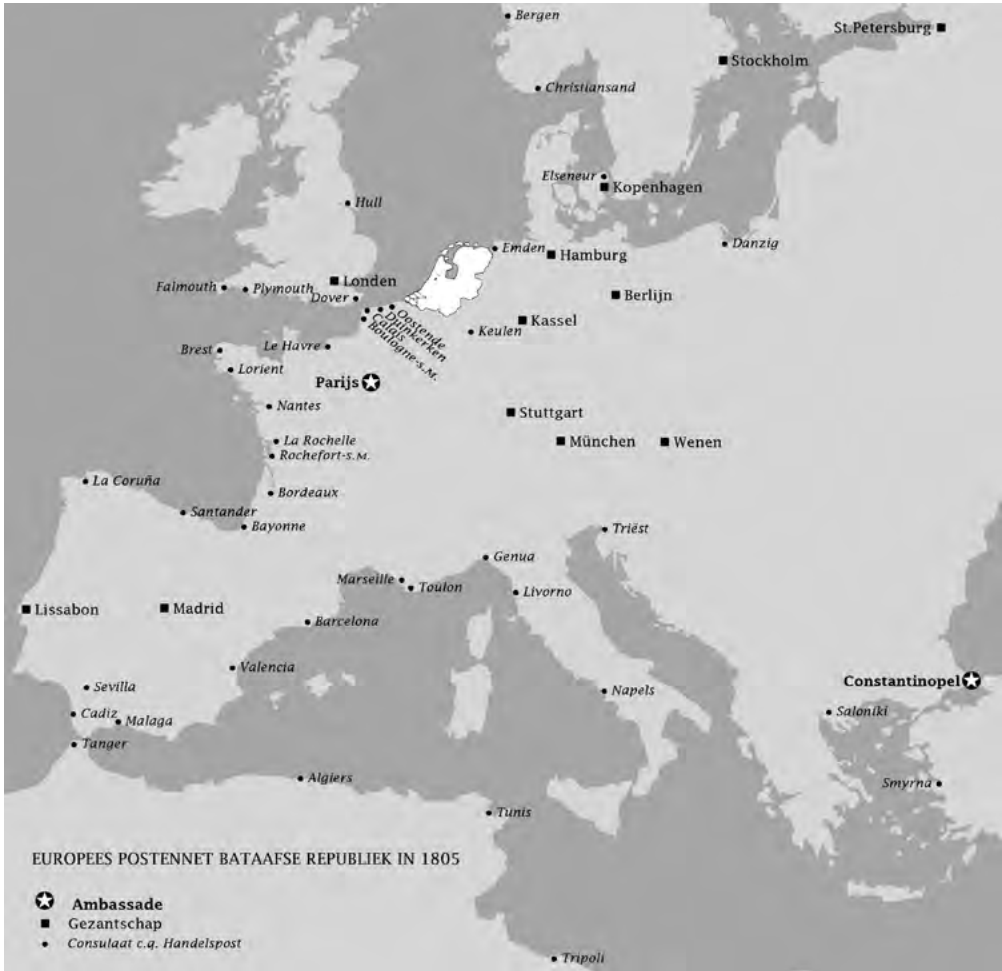 Bergen
St.Petersburg
Stockholm
Christiansand
Elseneur
Kopenhagen
Hull
Emden
Hamburg
Danzig
Falmouth
Plymouth
Londen
Dover
Berlijn
Oostende
Duinkerken
Calais
Boulogne-s.M.
Keulen
Kassel
Brest
Le Havre
Lorient
Parijs
Nantes
Stuttgart
La Rochelle
München
Wenen
Rochefort-s.M.
La Coruña
Bordeaux
Santander
Bayonne
Triëst
Genua
Marseille
Toulon
Livorno
Lissabon
Madrid
Barcelona
Valencia
Constantinopel
Sevilla
Napels
Cadiz
Malaga
Saloniki
Tanger
Algiers
Smyrna
Tunis
EUROPEES POSTENNET BATAAFSE REPUBLIEK IN 1805
Ambassade
Gezantschap
Consulaat c.q. Handelspost
Tripoli